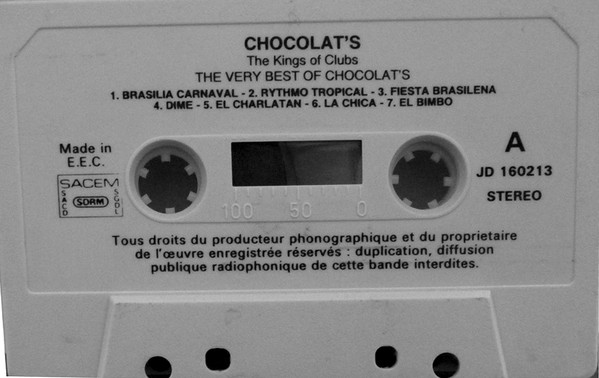 CHOCOLAT'S
The Kings of Clubs
THE VERY BEST OF CHOCOLAT'S
1. BRASILIA CARNAVAL - 2. RYTHMO TROPICAL - 3. FIESTA BRASILENA
4. DIME - 5. EL CHARLATAN - 6. LA CHICA - 7. EL BIMBO
Made in
E.E.C.
SACEM
SACD
SDRM
SGDL
A
JD 160213
STEREO
100 50 0
Tous droits du producteur phonographique et du proprietaire
de l'œuvre enregistrée réservés : duplication, diffusion
publique radiophonique de cette bande interdites.